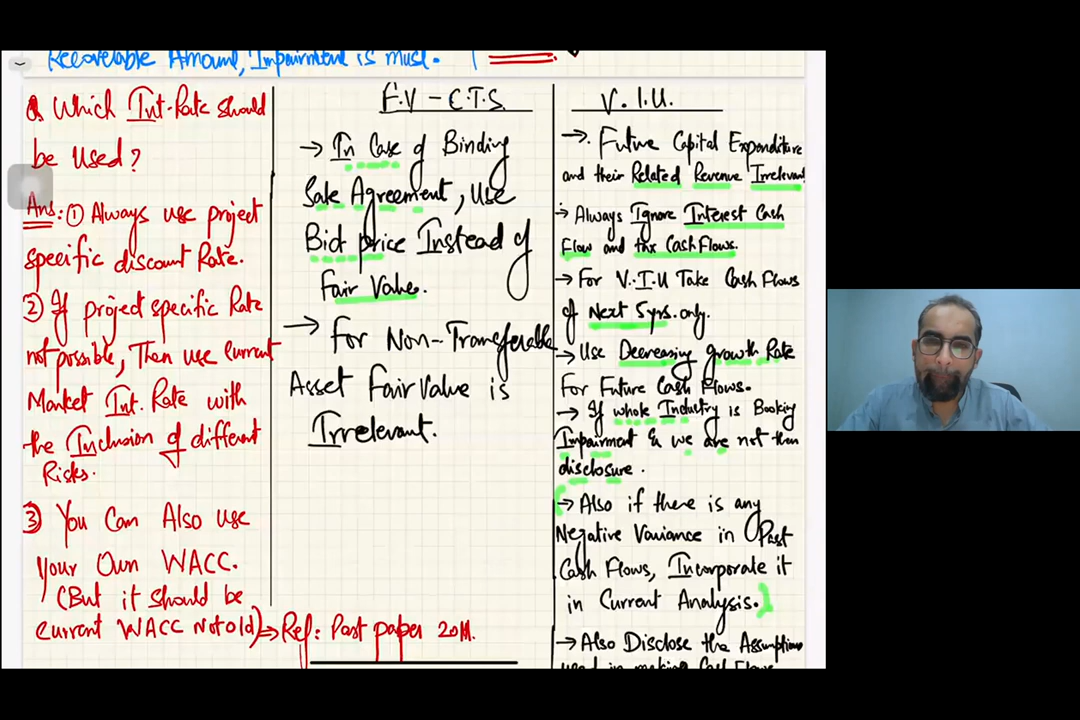 Recoverable Amount, Impairment is must.
Q. Which Int. Rate should
be Used?
Ans: ① Always use project
specific discount Rate.
② If project specific Rate
not possible, Then use Current
Market Int. Rate with
the Inclusion of different
Risks.
③ You Can Also use
your Own WACC.
(But it should be
current WACC Not old) ⇒ Ref: Past paper 2011.
F.V - C.T.S.
→ In Case of Binding
Sale Agreement, Use
Bid price Instead of
Fair Value.
→ For Non-Transferable
Asset Fair Value is
Irrelevant.
V. I. U.
→ Future Capital Expenditure
and their Related Revenue Irrelevant
→ Always Ignore Interest Cash
Flow and tax Cash Flows.
→ For V.I.U Take Cash Flows
of Next 5yrs. only.
→ Use Decreasing growth Rate
For Future Cash Flows.
→ If whole Industry is Booking
Impairment & we are not then
disclosure.
→ Also if there is any
Negative Variance in Past
Cash Flows, Incorporate it
in Current Analysis.
→ Also Disclose the Assumptions
used in making Cash Flows